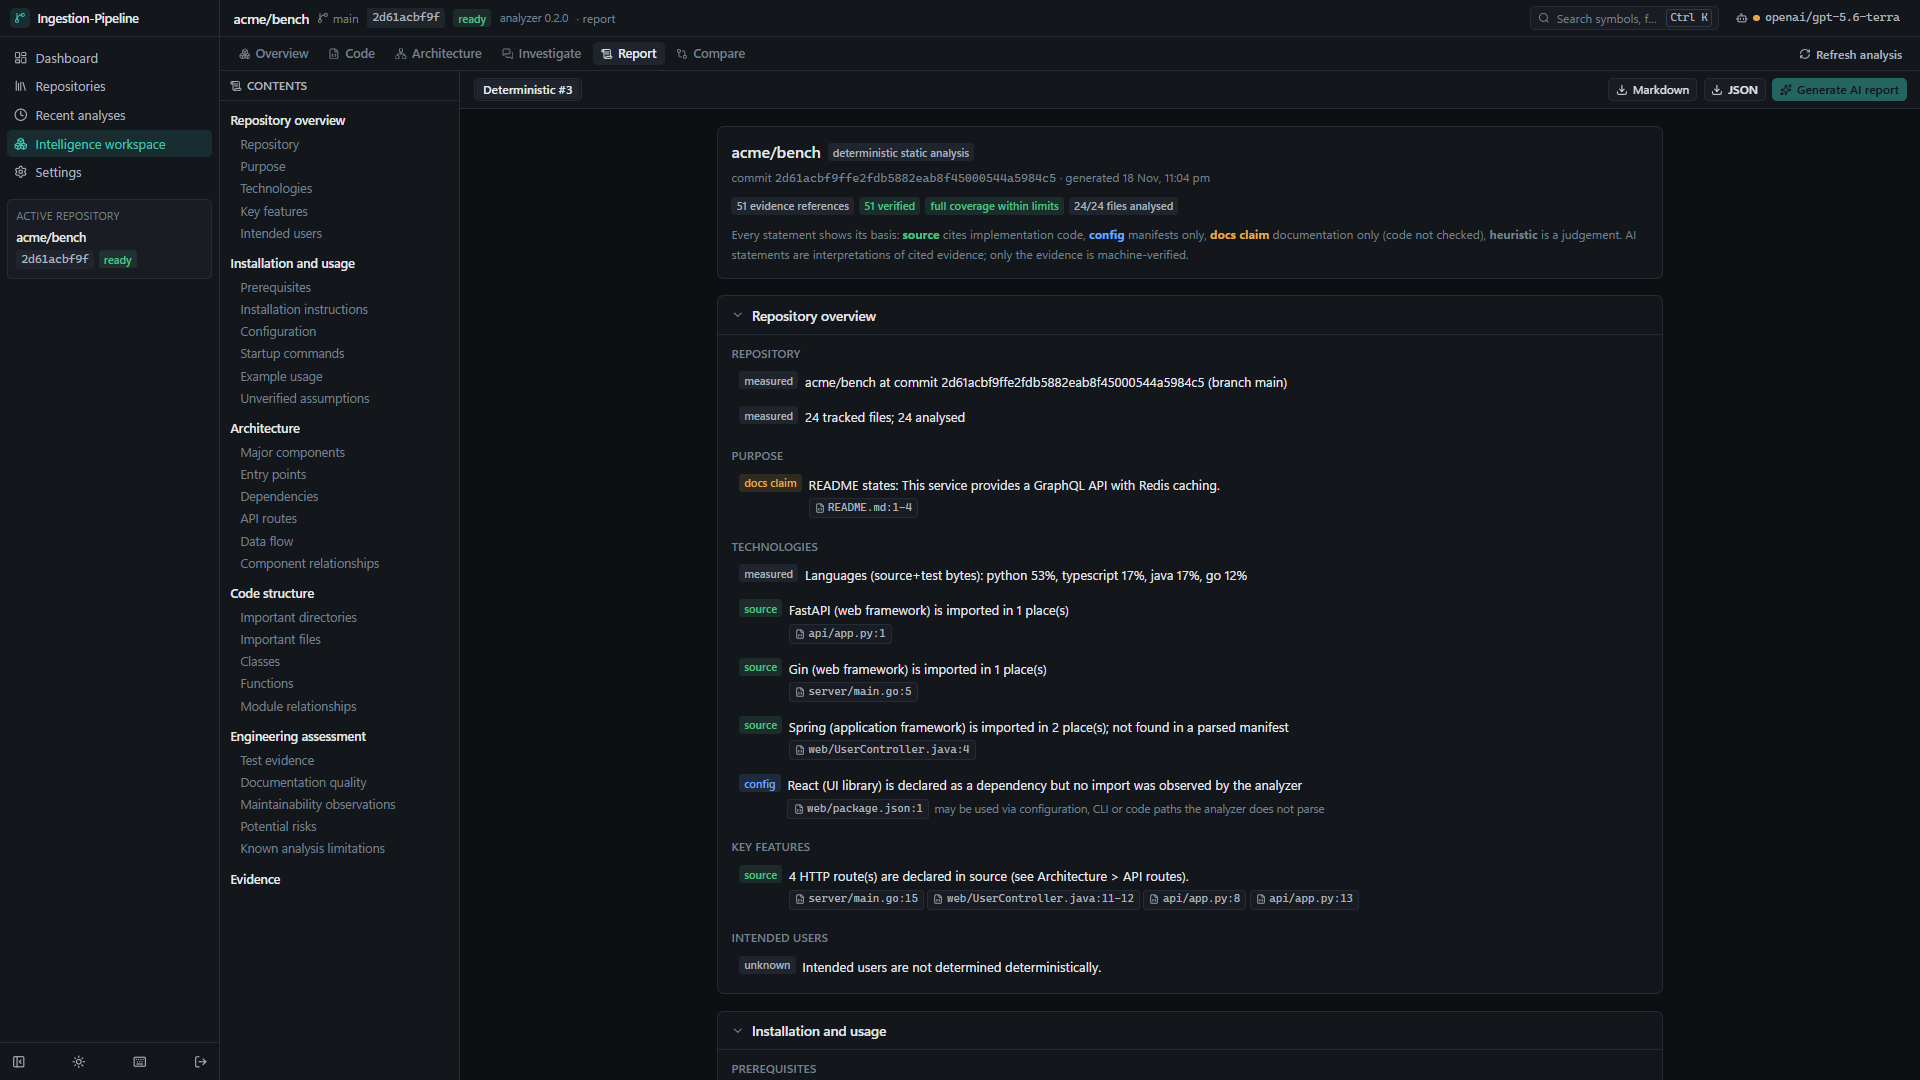 Ingestion-Pipeline
Dashboard
Repositories
Recent analyses
Intelligence workspace
Settings
ACTIVE REPOSITORY
acme/bench
2d61acbf9f ready
acme/bench main 2d61acbf9f ready analyzer 0.2.0 · report
Search symbols, f... Ctrl K
openai/gpt-5.6-terra
Overview Code Architecture Investigate Report Compare
Refresh analysis
CONTENTS
Repository overview
Repository
Purpose
Technologies
Key features
Intended users
Installation and usage
Prerequisites
Installation instructions
Configuration
Startup commands
Example usage
Unverified assumptions
Architecture
Major components
Entry points
Dependencies
API routes
Data flow
Component relationships
Code structure
Important directories
Important files
Classes
Functions
Module relationships
Engineering assessment
Test evidence
Documentation quality
Maintainability observations
Potential risks
Known analysis limitations
Evidence
Deterministic #3
Markdown JSON Generate AI report
acme/bench deterministic static analysis
commit 2d61acbf9ffe2fdb5882eab8f45000544a5984c5 · generated 18 Nov, 11:04 pm
51 evidence references 51 verified full coverage within limits 24/24 files analysed
Every statement shows its basis: source cites implementation code, config manifests only, docs claim documentation only (code not checked), heuristic is a judgement. AI
statements are interpretations of cited evidence; only the evidence is machine-verified.
Repository overview
REPOSITORY
measured acme/bench at commit 2d61acbf9ffe2fdb5882eab8f45000544a5984c5 (branch main)
measured 24 tracked files; 24 analysed
PURPOSE
docs claim README states: This service provides a GraphQL API with Redis caching.
README.md:1-4
TECHNOLOGIES
measured Languages (source+test bytes): python 53%, typescript 17%, java 17%, go 12%
source FastAPI (web framework) is imported in 1 place(s)
api/app.py:1
source Gin (web framework) is imported in 1 place(s)
server/main.go:5
source Spring (application framework) is imported in 2 place(s); not found in a parsed manifest
web/UserController.java:4
config React (UI library) is declared as a dependency but no import was observed by the analyzer
web/package.json:1 may be used via configuration, CLI or code paths the analyzer does not parse
KEY FEATURES
source 4 HTTP route(s) are declared in source (see Architecture > API routes).
server/main.go:15 web/UserController.java:11-12 api/app.py:8 api/app.py:13
INTENDED USERS
unknown Intended users are not determined deterministically.
Installation and usage
PREREQUISITES